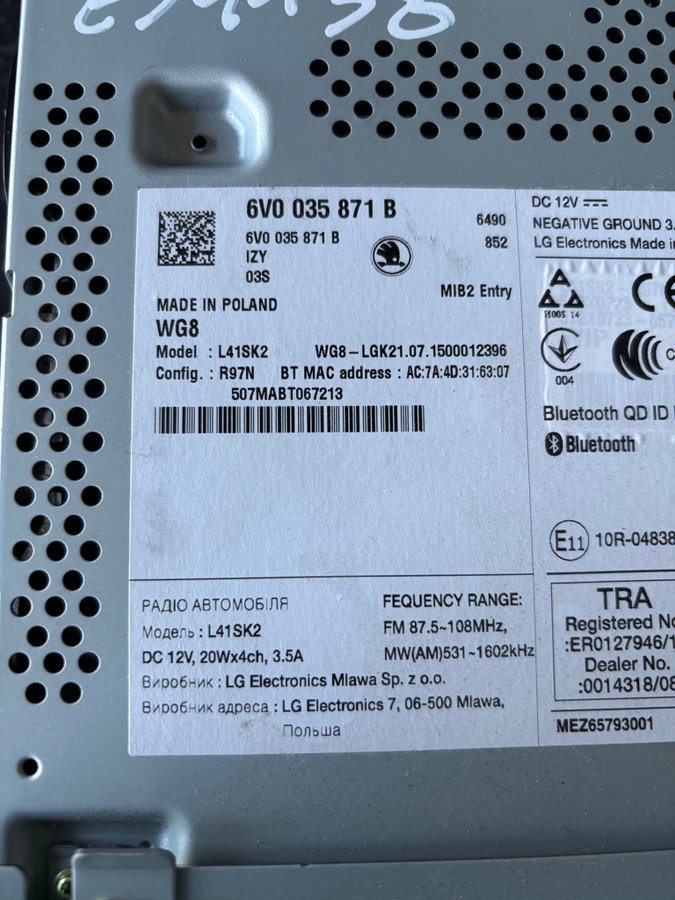 6V0 035 871 B
6V0 035 871 B
IZY
03S
6490
852
MIB2 Entry
MADE IN POLAND
WG8
Model : L41SK2 WG8-LGK21.07.1500012396
Config. : R97N BT MAC address : AC:7A:4D:31:63:07
507MABT067213
DC 12V
NEGATIVE GROUND 3.
LG Electronics Made in
004
Bluetooth QD ID
Bluetooth
E11 10R-04838
РАДІО АВТОМОБІЛЯ
Модель : L41SK2
DC 12V, 20Wx4ch, 3.5A
Виробник : LG Electronics Mlawa Sp. z o.o.
Виробник адреса : LG Electronics 7, 06-500 Mlawa,
Польша
FEQUENCY RANGE:
FM 87.5~108MHz,
MW(AM)531~1602kHz
TRA
Registered No
:ER0127946/1
Dealer No.
:0014318/08
MEZ65793001